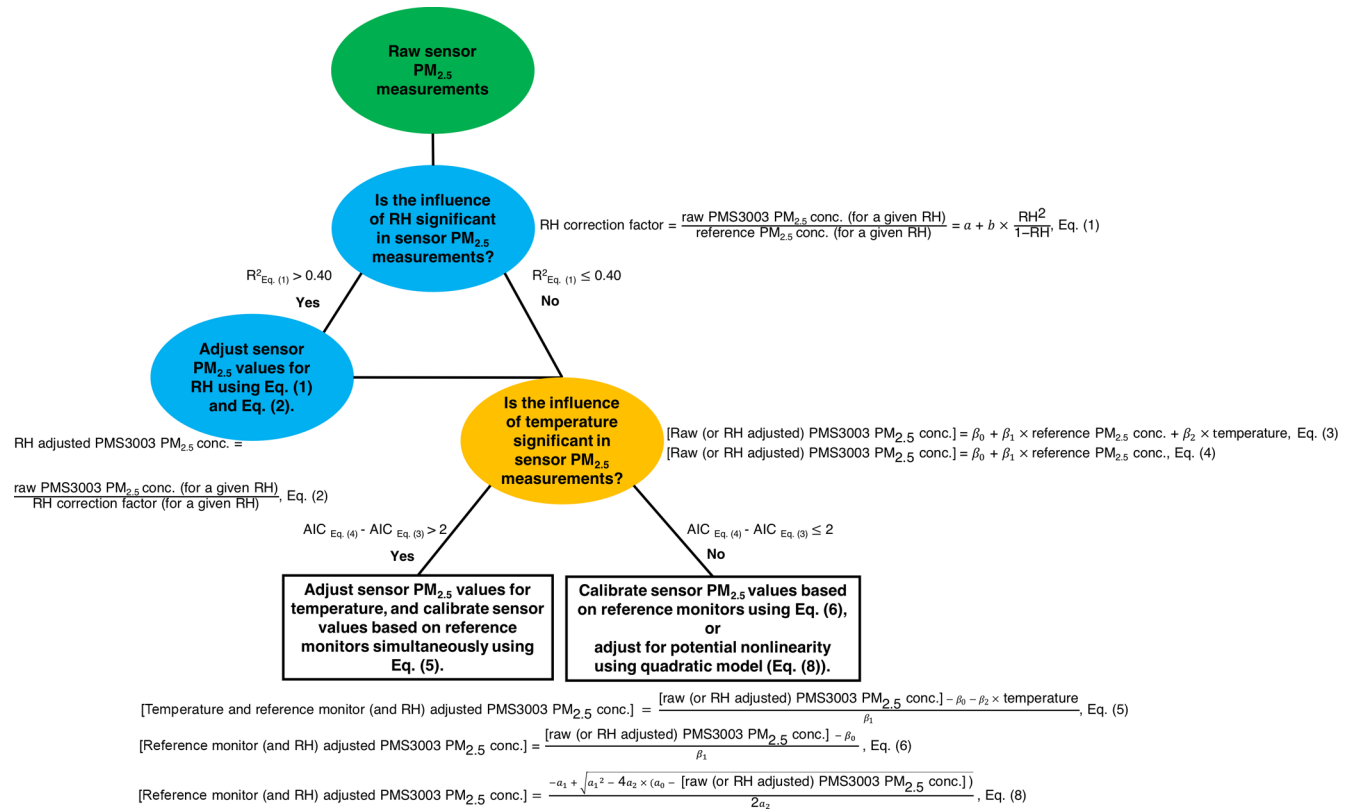 Raw sensor
PM2.5
measurements
Is the influence
of RH significant
in sensor PM2.5
measurements?
RH correction factor = raw PMS3003 PM2.5 conc. (for a given RH) / reference PM2.5 conc. (for a given RH) = a + b × RH² / 1−RH, Eq. (1)
R²Eq. (1) > 0.40
Yes
R²Eq. (1) ≤ 0.40
No
Adjust sensor
PM2.5 values for
RH using Eq. (1)
and Eq. (2).
RH adjusted PMS3003 PM2.5 conc. =
raw PMS3003 PM2.5 conc. (for a given RH) / RH correction factor (for a given RH), Eq. (2)
Is the influence
of temperature
significant in
sensor PM2.5
measurements?
[Raw (or RH adjusted) PMS3003 PM2.5 conc.] = β0 + β1 × reference PM2.5 conc. + β2 × temperature, Eq. (3)
[Raw (or RH adjusted) PMS3003 PM2.5 conc.] = β0 + β1 × reference PM2.5 conc., Eq. (4)
AIC Eq. (4) - AIC Eq. (3) > 2
Yes
AIC Eq. (4) - AIC Eq. (3) ≤ 2
No
Adjust sensor PM2.5 values for
temperature, and calibrate sensor
values based on reference
monitors simultaneously using
Eq. (5).
Calibrate sensor PM2.5 values based
on reference monitors using Eq. (6),
or
adjust for potential nonlinearity
using quadratic model (Eq. (8)).
[Temperature and reference monitor (and RH) adjusted PMS3003 PM2.5 conc.] = [raw (or RH adjusted) PMS3003 PM2.5 conc.] − β0 − β2 × temperature / β1, Eq. (5)
[Reference monitor (and RH) adjusted PMS3003 PM2.5 conc.] = [raw (or RH adjusted) PMS3003 PM2.5 conc.] − β0 / β1, Eq. (6)
[Reference monitor (and RH) adjusted PMS3003 PM2.5 conc.] = −a1 + √a1² − 4a2 × (a0 − [raw (or RH adjusted) PMS3003 PM2.5 conc.]) / 2a2, Eq. (8)